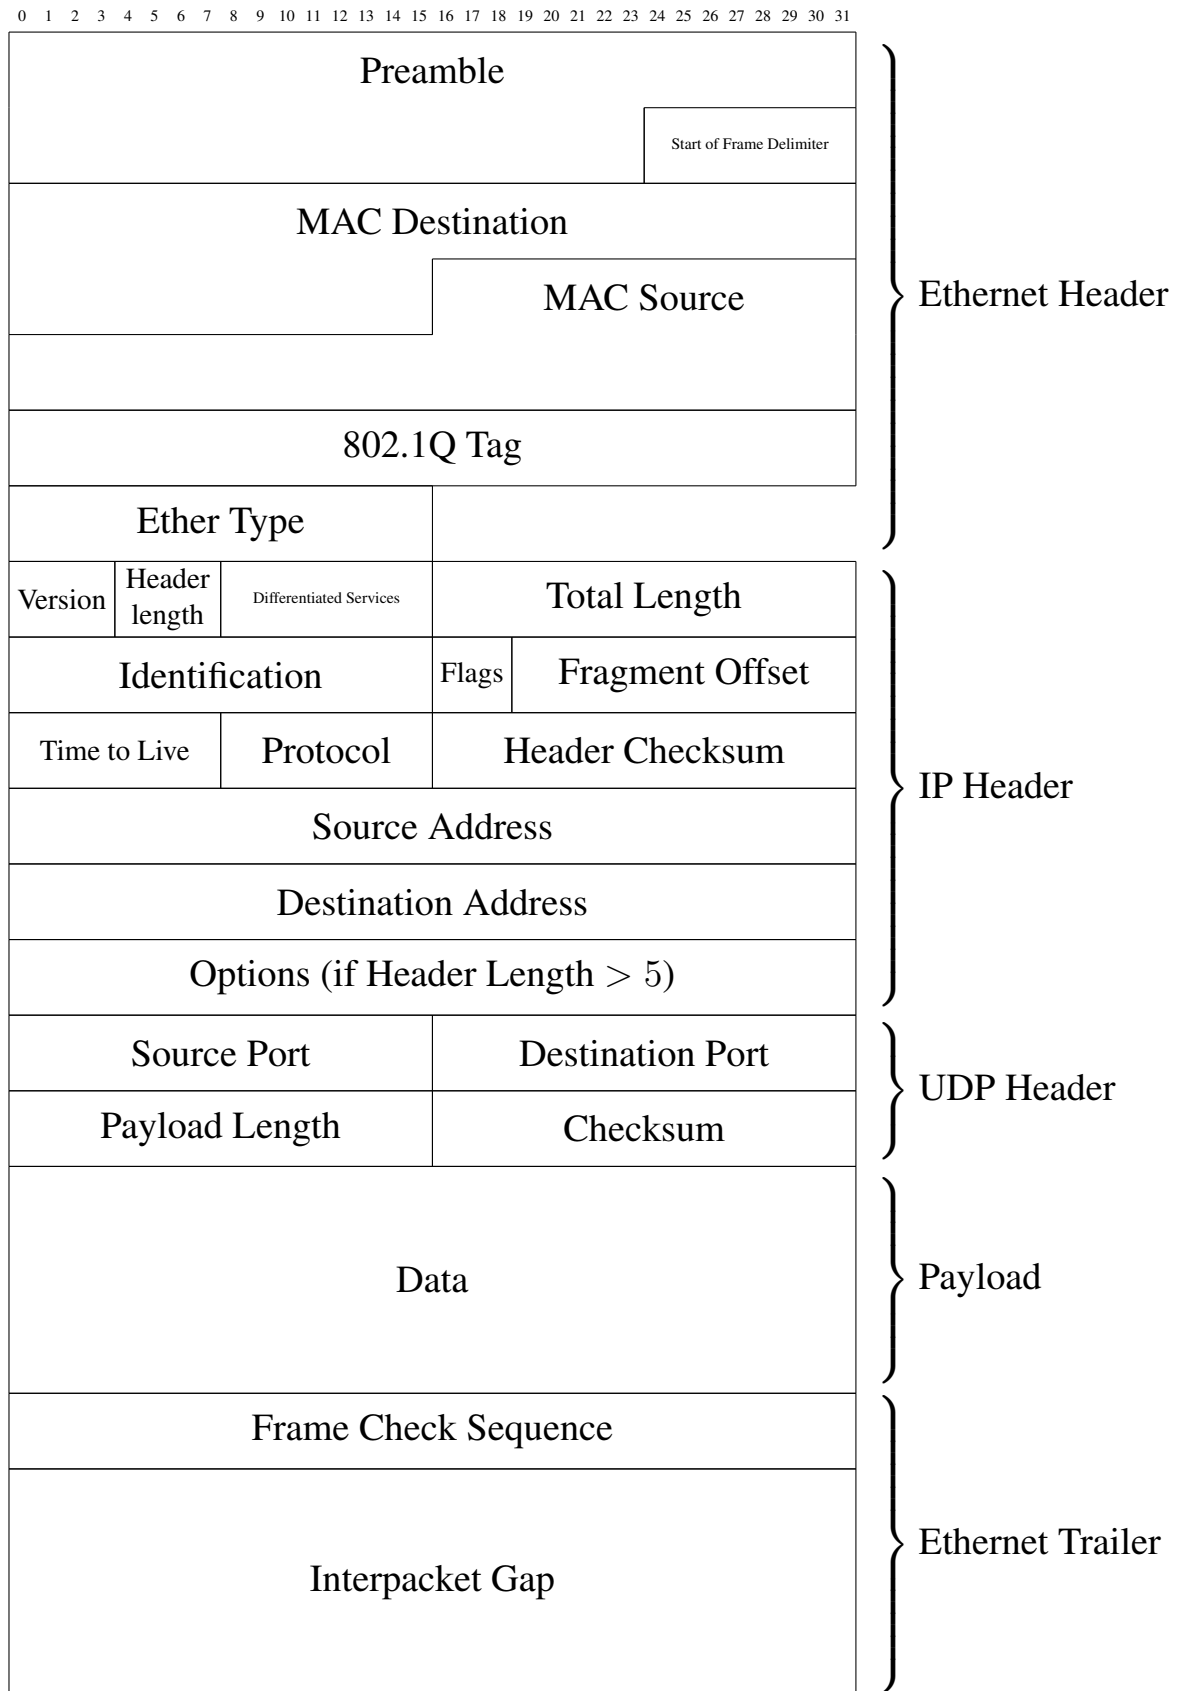 0 1 2 3 4 5 6 7 8 9 10 11 12 13 14 15 16 17 18 19 20 21 22 23 24 25 26 27 28 29 30 31
Preamble
Start of Frame Delimiter
MAC Destination
MAC Source
Ethernet Header
802.1Q Tag
Ether Type
Version
Header
length
Differentiated Services
Total Length
Identification
Flags
Fragment Offset
Time to Live
Protocol
Header Checksum
IP Header
Source Address
Destination Address
Options (if Header Length > 5)
Source Port
Destination Port
UDP Header
Payload Length
Checksum
Data
Payload
Frame Check Sequence
Ethernet Trailer
Interpacket Gap